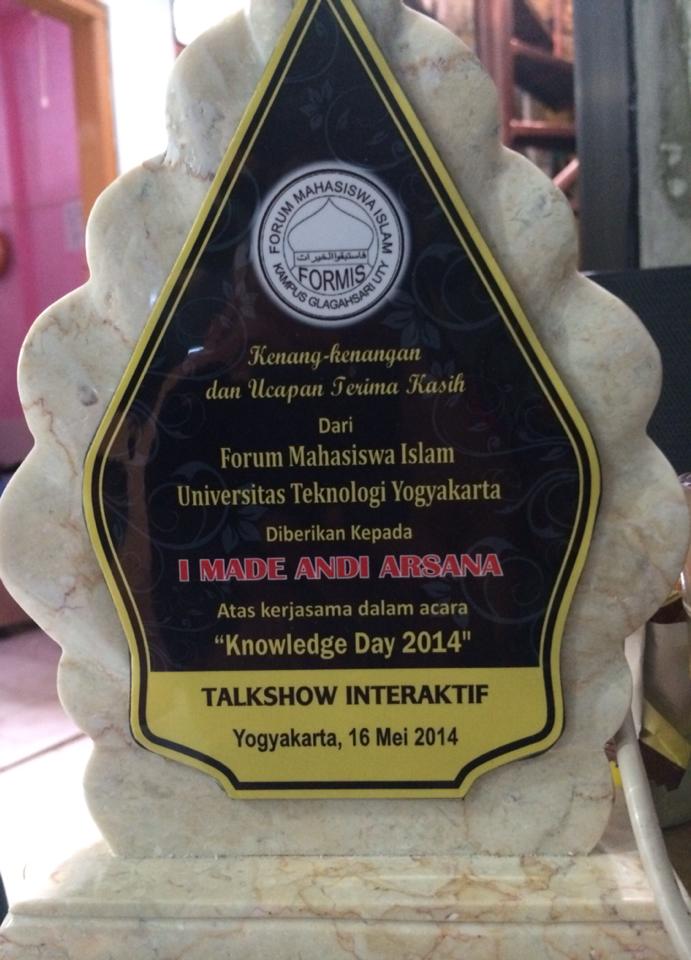 FORUM MAHASISWA ISLAM
فاستبقوا الخيرات
FORMIS
KAMPUS GLAGAHSARI UTY
Kenang-kenangan
dan Ucapan Terima Kasih
Dari
Forum Mahasiswa Islam
Universitas Teknologi Yogyakarta
Diberikan Kepada
I MADE ANDI ARSANA
Atas kerjasama dalam acara
“Knowledge Day 2014"
TALKSHOW INTERAKTIF
Yogyakarta, 16 Mei 2014